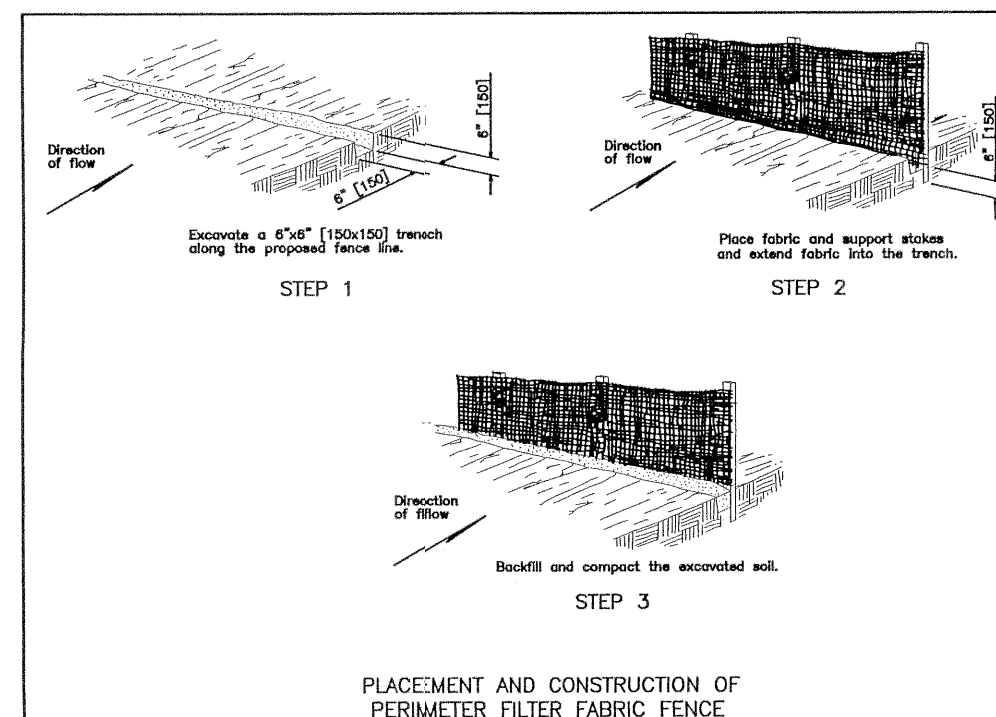 Direction
of flow
6" [150]
6" [150]
Excavate a 6"x6" [150x150] trench
along the proposed fence line.
STEP 1
Direction
of flow
6" [150]
Place fabric and support stakes
and extend fabric into the trench.
STEP 2
Direoction
of fiflow
Backfill and compact the excavated soil.
STEP 3
PLACEMENT AND CONSTRUCTION OF
PERIMETER FILTER FABRIC FENCE